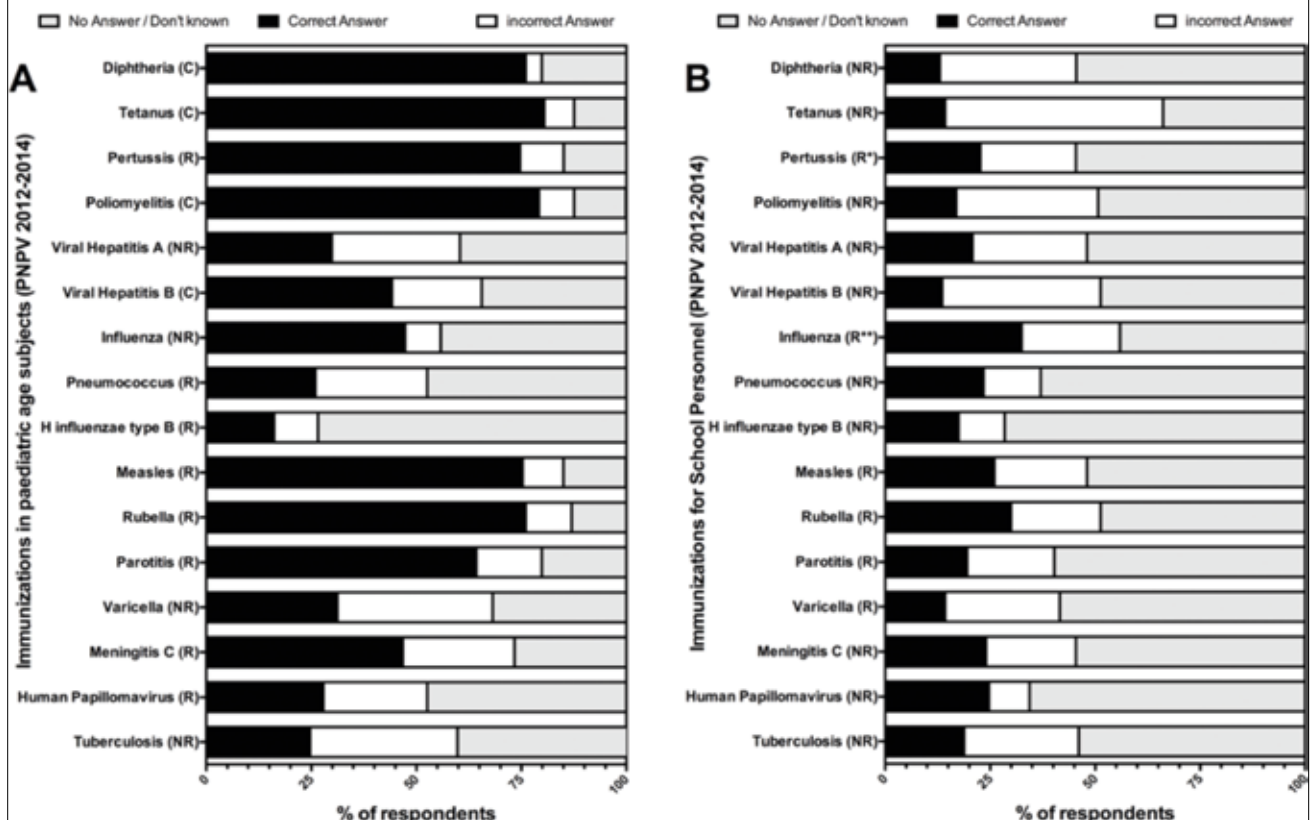 No Answer / Don't known Correct Answer incorrect Answer
A
Immunizations in paediatric age subjects (PNPV 2012-2014)
Diphtheria (C)
Tetanus (C)
Pertussis (R)
Poliomyelitis (C)
Viral Hepatitis A (NR)
Viral Hepatitis B (C)
Influenza (NR)
Pneumococcus (R)
H influenzae type B (R)
Measles (R)
Rubella (R)
Parotitis (R)
Varicella (NR)
Meningitis C (R)
Human Papillomavirus (R)
Tuberculosis (NR)
0 25 50 75 100
% of respondents
No Answer / Don't known Correct Answer incorrect Answer
B
Immunizations for School Personnel (PNPV 2012-2014)
Diphtheria (NR)
Tetanus (NR)
Pertussis (R*)
Poliomyelitis (NR)
Viral Hepatitis A (NR)
Viral Hepatitis B (NR)
Influenza (R**)
Pneumococcus (NR)
H influenzae type B (NR)
Measles (R)
Rubella (R)
Parotitis (R)
Varicella (R)
Meningitis C (NR)
Human Papillomavirus (NR)
Tuberculosis (NR)
0 25 50 75 100
% of respondents